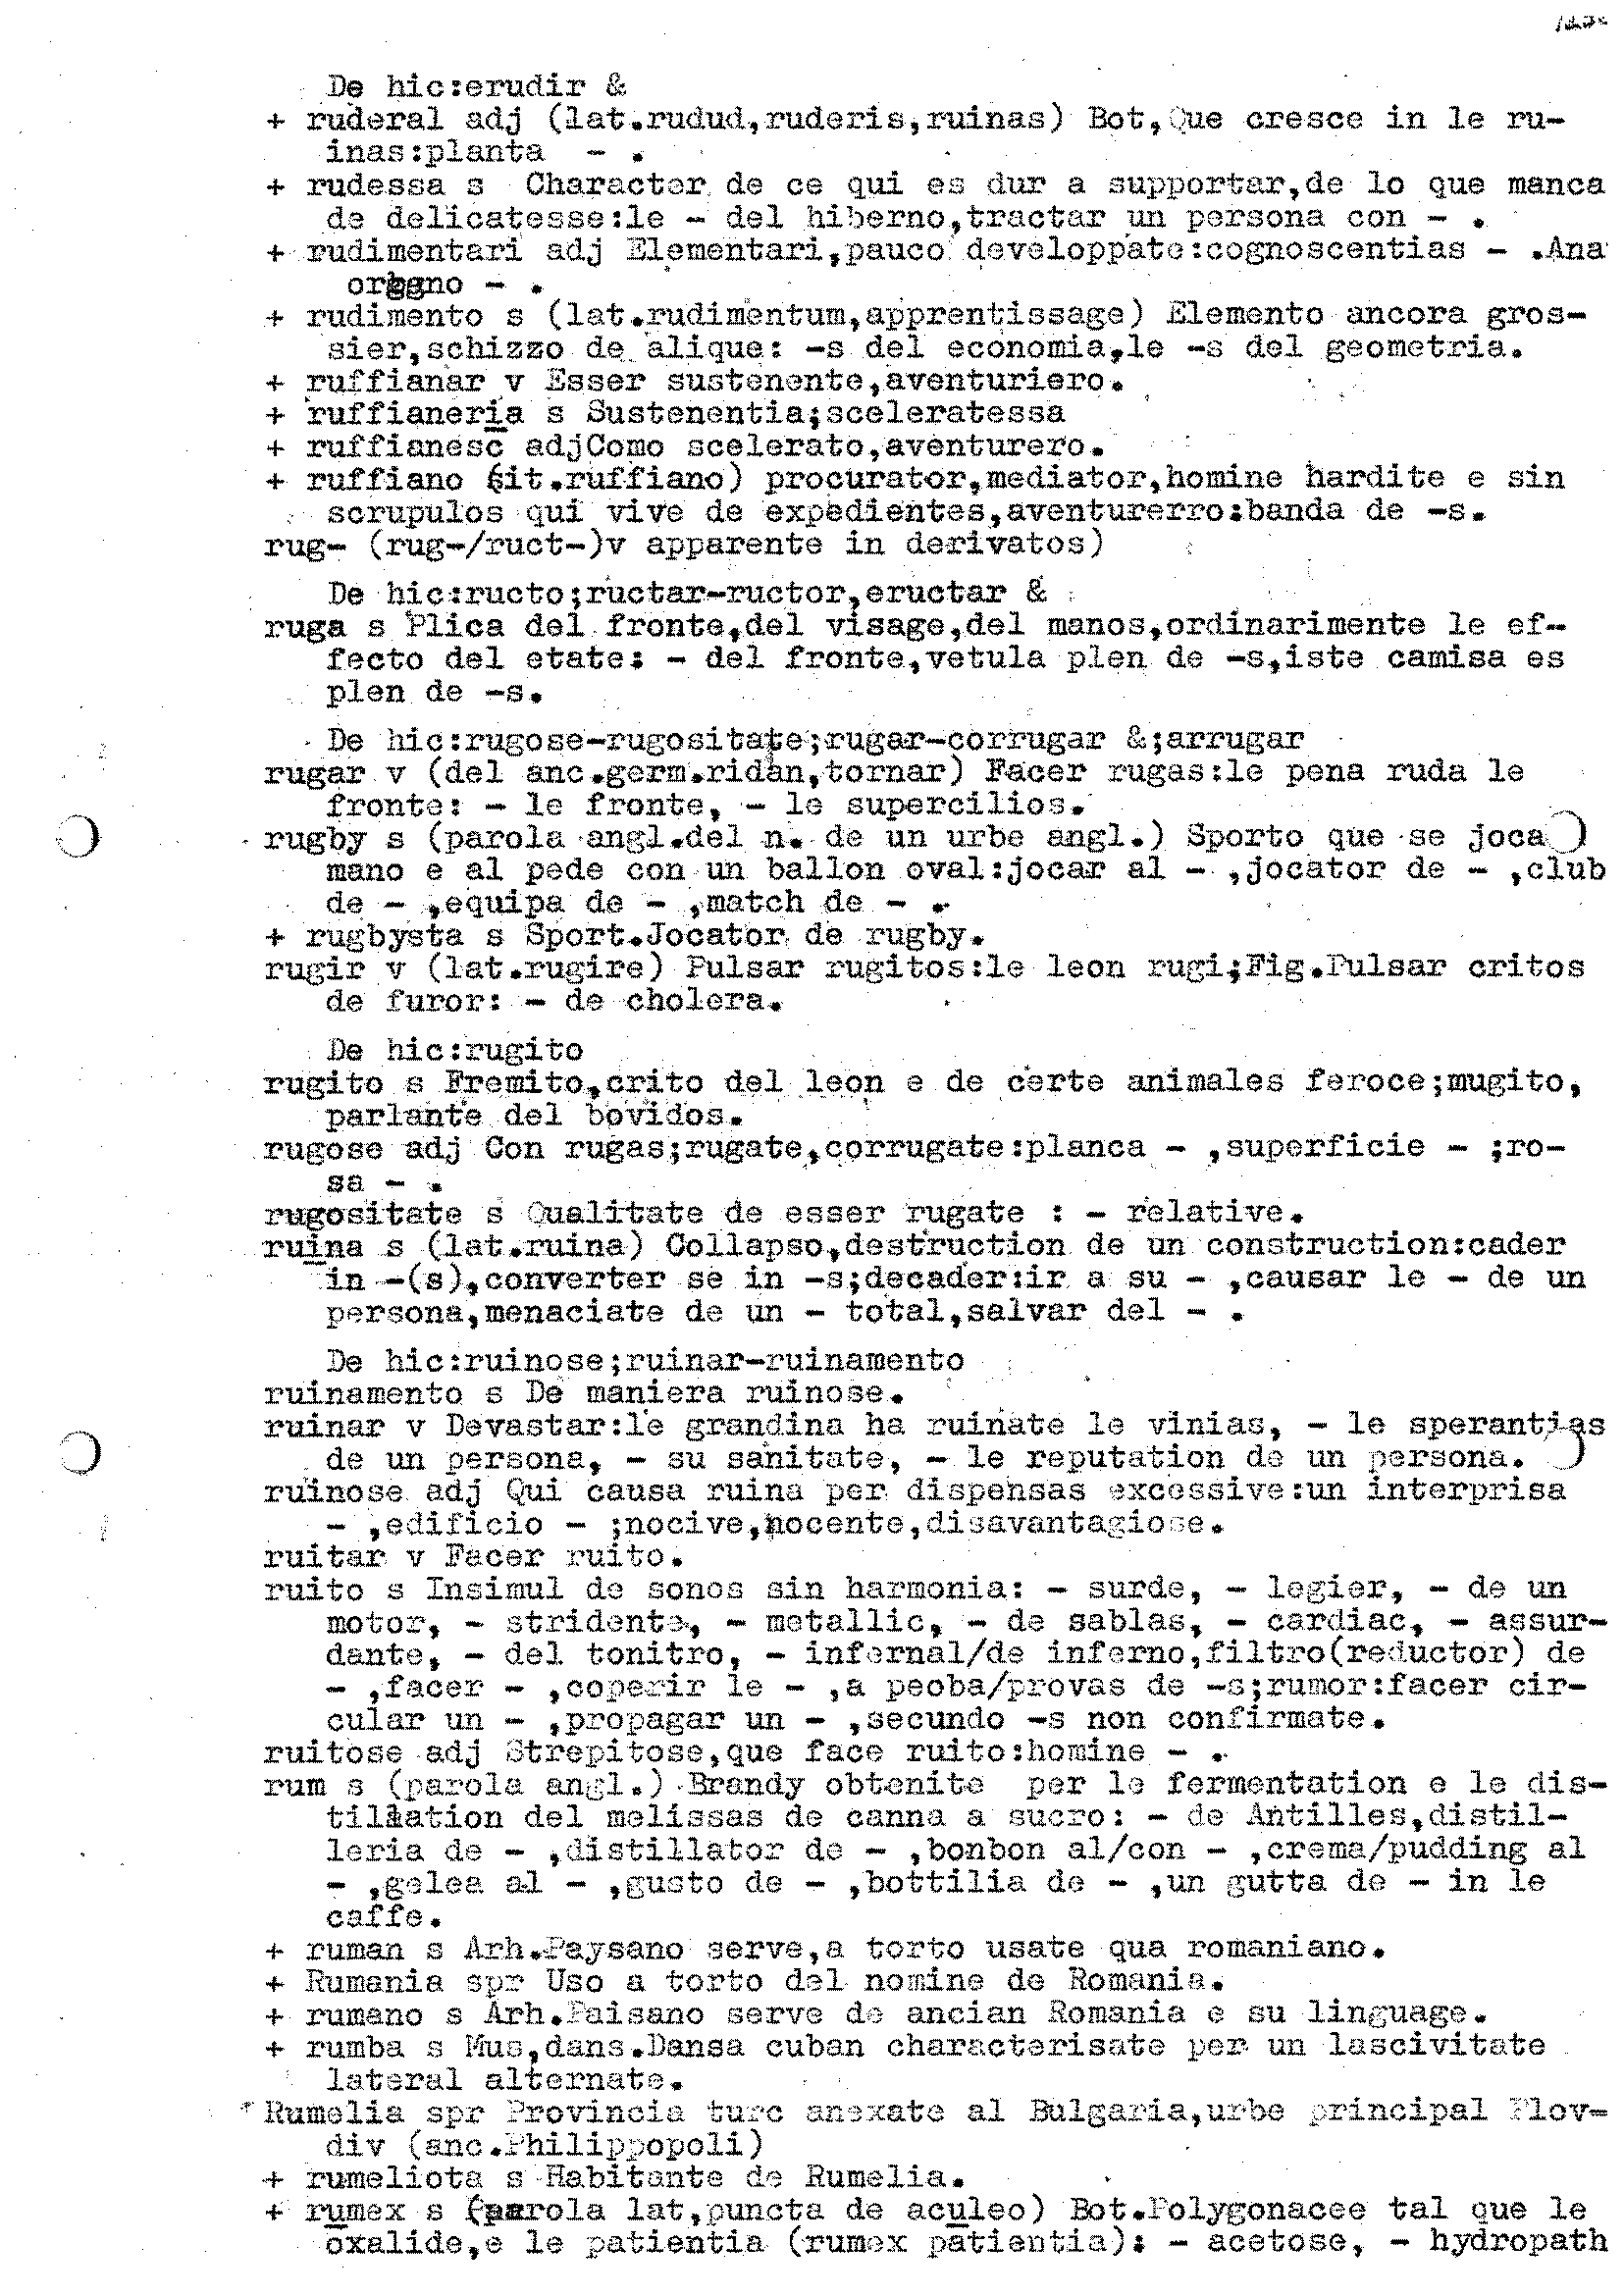 De hic:erudir &
+ ruderal adj (lat.rudud,ruderis,ruinas) Bot,Que cresce in le ru-
inas:planta - .
+ rudessa s Character de ce qui es dur a supportar,de lo que manca
de delicatesse:le - del hiberno,tractar un persona con - .
+ rudimentari adj Elementari,pauco developpate:cognoscentias - .Ana
organo - .
+ rudimento s (lat.rudimentum,apprentissage) Elemento ancora gros-
sier,schizzo de alique: -s del economia,le -s del geometria.
+ ruffianar v Esser sustenente,aventuriero.
+ ruffianeria s Sustenentia;sceleratessa
+ ruffianesc adjComo scelerato,aventurero.
+ ruffiano (it.ruffiano) procurator,mediator,homine hardite e sin
scrupulos qui vive de expedientes,aventurerro:banda de -s.
rug- (rug-/ruct-)v apparente in derivatos)
De hic:ructo;ructar-ructor,eructar &
ruga s Plica del fronte,del visage,del manos,ordinarimente le ef-
fecto del etate: - del fronte,vetula plen de -s,iste camisa es
plen de -s.
De hic:rugose-rugositate;rugar-corrugar &;arrugar
rugar v (del anc.germ.ridan,tornar) Facer rugas:le pena ruda le
fronte: - le fronte, - le supercilios.
rugby s (parola angl.del n. de un urbe angl.) Sporto que se joca
mano e al pede con un ballon oval:jocar al - ,jocator de - ,club
de - ,equipa de - ,match de - .
+ rugbysta s Sport.Jocator de rugby.
rugir v (lat.rugire) Pulsar rugitos:le leon rugi;Fig.Pulsar critos
de furor: - de cholera.
De hic:rugito
rugito s Fremito,crito del leon e de certe animales feroce;mugito,
parlante del bovidos.
rugose adj Con rugas;rugate,corrugate:planca - ,superficie - ;ro-
sa - .
rugositate s Qualitate de esser rugate : - relative.
ruina s (lat.ruina) Collapso,destruction de un construction:cader
in -(s),converter se in -s;decader:ir a su - ,causar le - de un
persona,menaciate de un - total,salvar del - .
De hic:ruinose;ruinar-ruinamento
ruinamento s De maniera ruinose.
ruinar v Devastar:le grandina ha ruinate le vinias, - le sperantias
de un persona, - su sanitate, - le reputation de un persona.
ruinose adj Qui causa ruina per dispensas excessive:un interprisa
- ,edificio - ;nocive,nocente,disavantagiose.
ruitar v Facer ruito.
ruito s Insimul de sonos sin harmonia: - surde, - legier, - de un
motor, - stridente, - metallic, - de sablas, - cardiac, - assur-
dante, - del tonitro, - infernal/de inferno,filtro(reductor) de
- ,facer - ,coperir le - ,a peoba/provas de -s;rumor:facer cir-
cular un - ,propagar un - ,secundo -s non confirmate.
ruitose adj Strepitose,que face ruito:homine - .
rum s (parola angl.) Brandy obtenite per le fermentation e le dis-
tillation del melissas de canna a sucro: - de Antilles,distil-
leria de - ,distillator de - ,bonbon al/con - ,crema/pudding al
- ,gelea al - ,gusto de - ,bottilia de - ,un gutta de - in le
caffe.
+ ruman s Arh.Paysano serve,a torto usate qua romaniano.
+ Rumania spr Uso a torto del nomine de Romania.
+ rumano s Arh.Paisano serve de ancian Romania e su linguage.
+ rumba s Mus,dans.Dansa cuban characterisate per un lascivitate
lateral alternate.
+ Rumelia spr Provincia turc anexate al Bulgaria,urbe principal Plov-
div (anc.Philippopoli)
+ rumeliota s Habitante de Rumelia.
+ rumex s (parola lat,puncta de aculeo) Bot.Polygonacee tal que le
oxalide,e le patientia (rumex patientia): - acetose, - hydropath